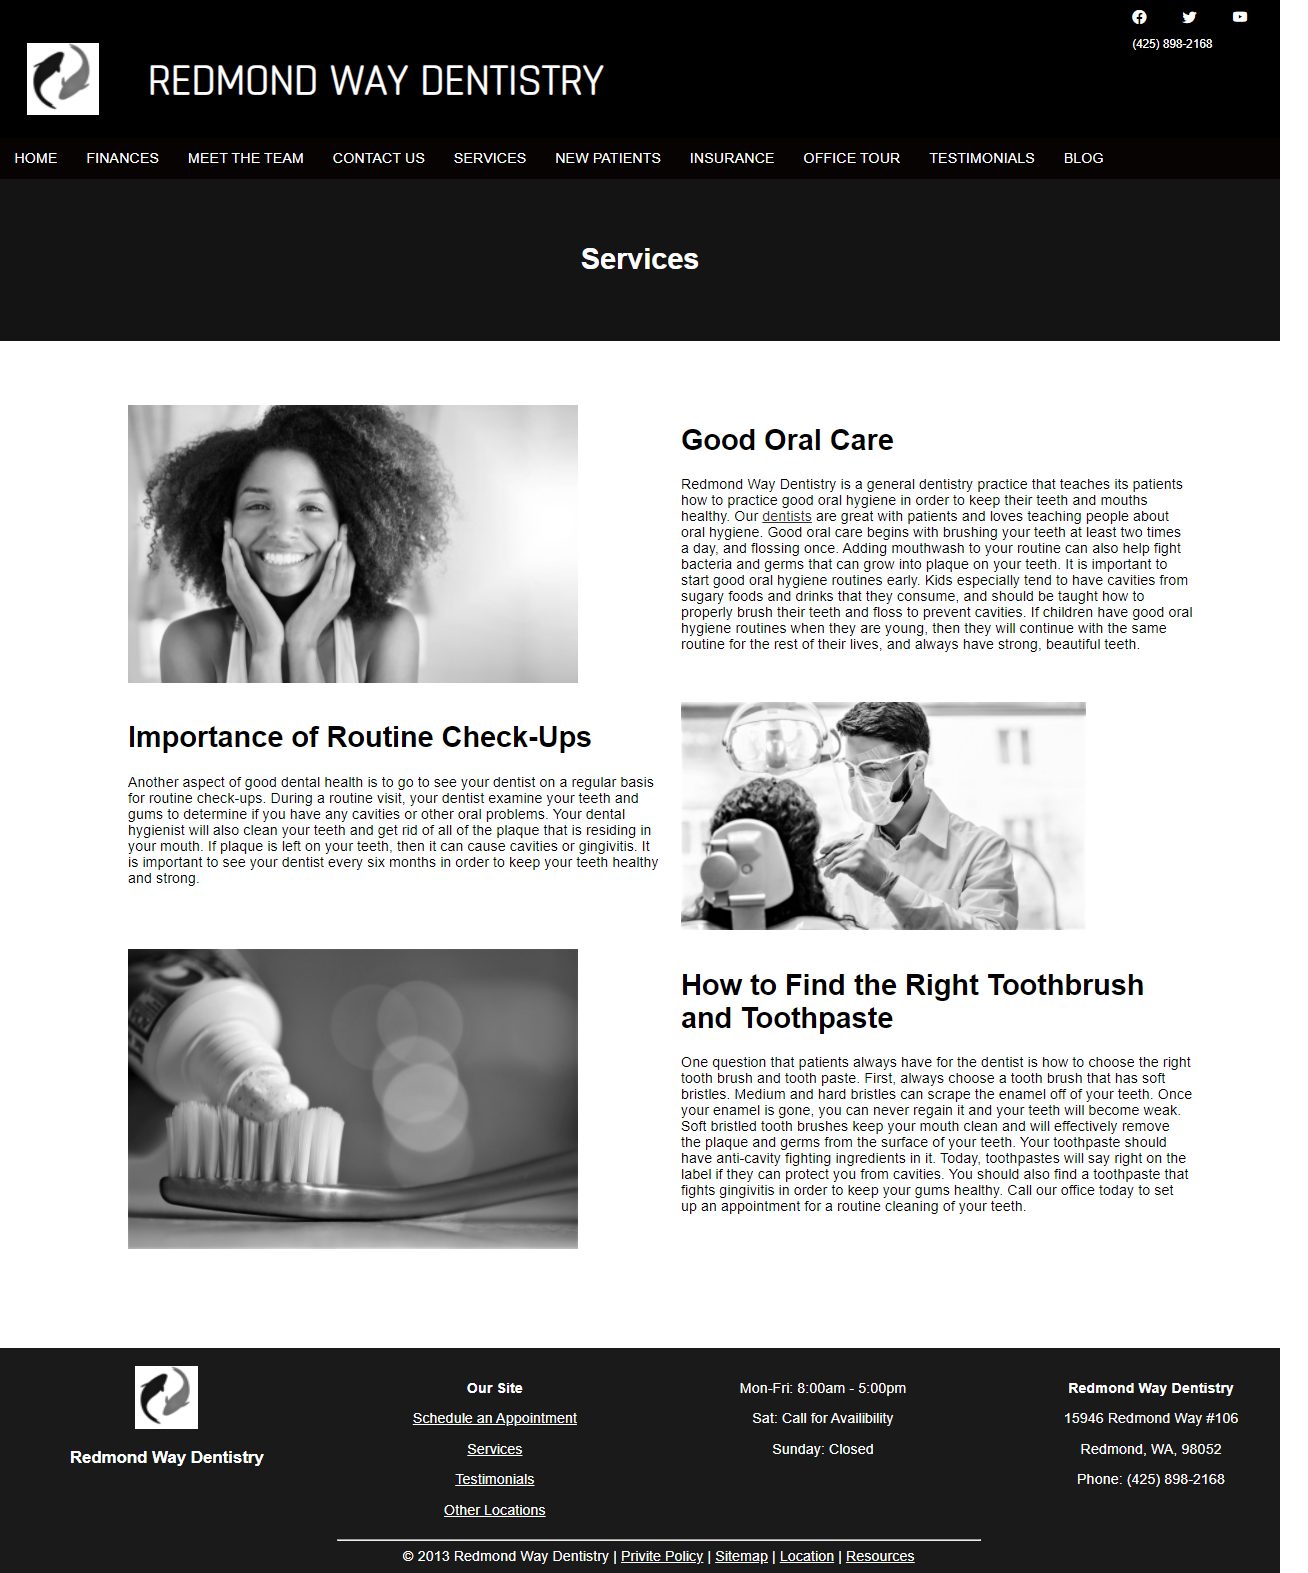 (425) 898-2168
REDMOND WAY DENTISTRY
HOME FINANCES MEET THE TEAM CONTACT US SERVICES NEW PATIENTS INSURANCE OFFICE TOUR TESTIMONIALS BLOG
Services
Good Oral Care
Redmond Way Dentistry is a general dentistry practice that teaches its patients
how to practice good oral hygiene in order to keep their teeth and mouths
healthy. Our dentists are great with patients and loves teaching people about
oral hygiene. Good oral care begins with brushing your teeth at least two times
a day, and flossing once. Adding mouthwash to your routine can also help fight
bacteria and germs that can grow into plaque on your teeth. It is important to
start good oral hygiene routines early. Kids especially tend to have cavities from
sugary foods and drinks that they consume, and should be taught how to
properly brush their teeth and floss to prevent cavities. If children have good oral
hygiene routines when they are young, then they will continue with the same
routine for the rest of their lives, and always have strong, beautiful teeth.
Importance of Routine Check-Ups
Another aspect of good dental health is to go to see your dentist on a regular basis
for routine check-ups. During a routine visit, your dentist examine your teeth and
gums to determine if you have any cavities or other oral problems. Your dental
hygienist will also clean your teeth and get rid of all of the plaque that is residing in
your mouth. If plaque is left on your teeth, then it can cause cavities or gingivitis. It
is important to see your dentist every six months in order to keep your teeth healthy
and strong.
How to Find the Right Toothbrush
and Toothpaste
One question that patients always have for the dentist is how to choose the right
tooth brush and tooth paste. First, always choose a tooth brush that has soft
bristles. Medium and hard bristles can scrape the enamel off of your teeth. Once
your enamel is gone, you can never regain it and your teeth will become weak.
Soft bristled tooth brushes keep your mouth clean and will effectively remove
the plaque and germs from the surface of your teeth. Your toothpaste should
have anti-cavity fighting ingredients in it. Today, toothpastes will say right on the
label if they can protect you from cavities. You should also find a toothpaste that
fights gingivitis in order to keep your gums healthy. Call our office today to set
up an appointment for a routine cleaning of your teeth.
Redmond Way Dentistry
Our Site
Schedule an Appointment
Services
Testimonials
Other Locations
Mon-Fri: 8:00am - 5:00pm
Sat: Call for Availibility
Sunday: Closed
Redmond Way Dentistry
15946 Redmond Way #106
Redmond, WA, 98052
Phone: (425) 898-2168
© 2013 Redmond Way Dentistry | Privite Policy | Sitemap | Location | Resources